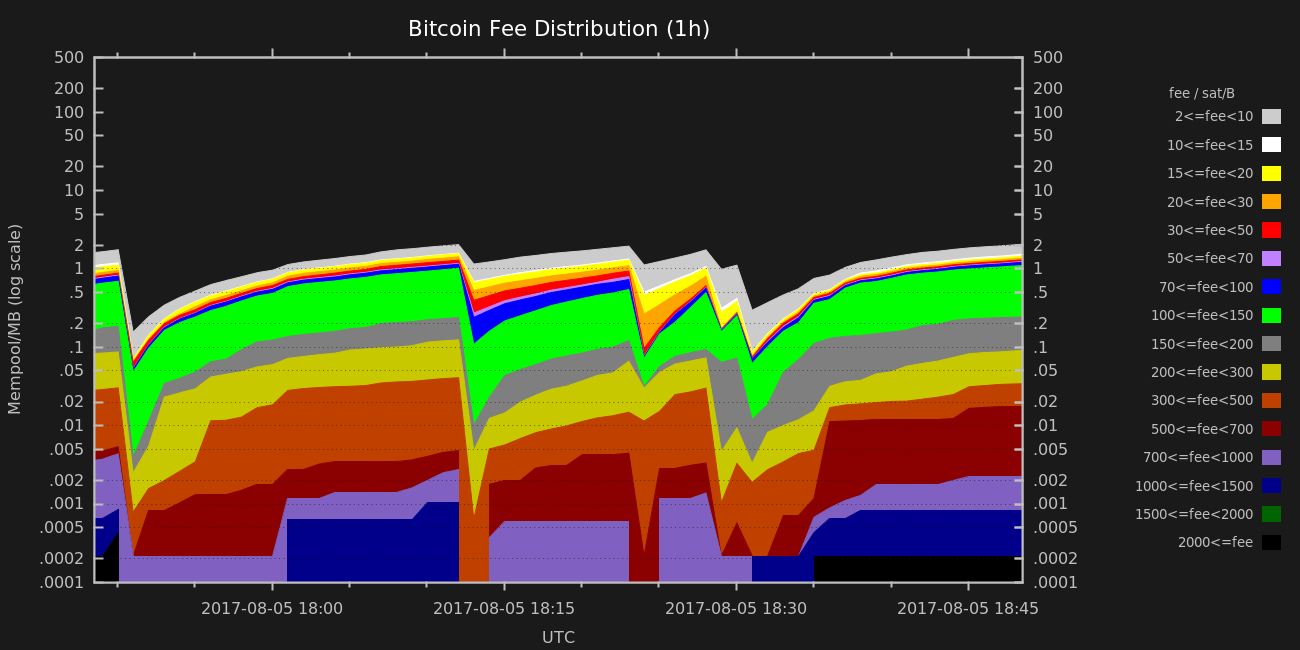 Bitcoin Fee Distribution (1h)
500
200
100
50
20
10
5
2
1
.5
.2
.1
.05
.02
.01
.005
.002
.001
.0005
.0002
.0001
Mempool/MB (log scale)
500
200
100
50
20
10
5
2
1
.5
.2
.1
.05
.02
.01
.005
.002
.001
.0005
.0002
.0001
2017-08-05 18:00
2017-08-05 18:15
2017-08-05 18:30
2017-08-05 18:45
UTC
fee / sat/B
2<=fee<10
10<=fee<15
15<=fee<20
20<=fee<30
30<=fee<50
50<=fee<70
70<=fee<100
100<=fee<150
150<=fee<200
200<=fee<300
300<=fee<500
500<=fee<700
700<=fee<1000
1000<=fee<1500
1500<=fee<2000
2000<=fee